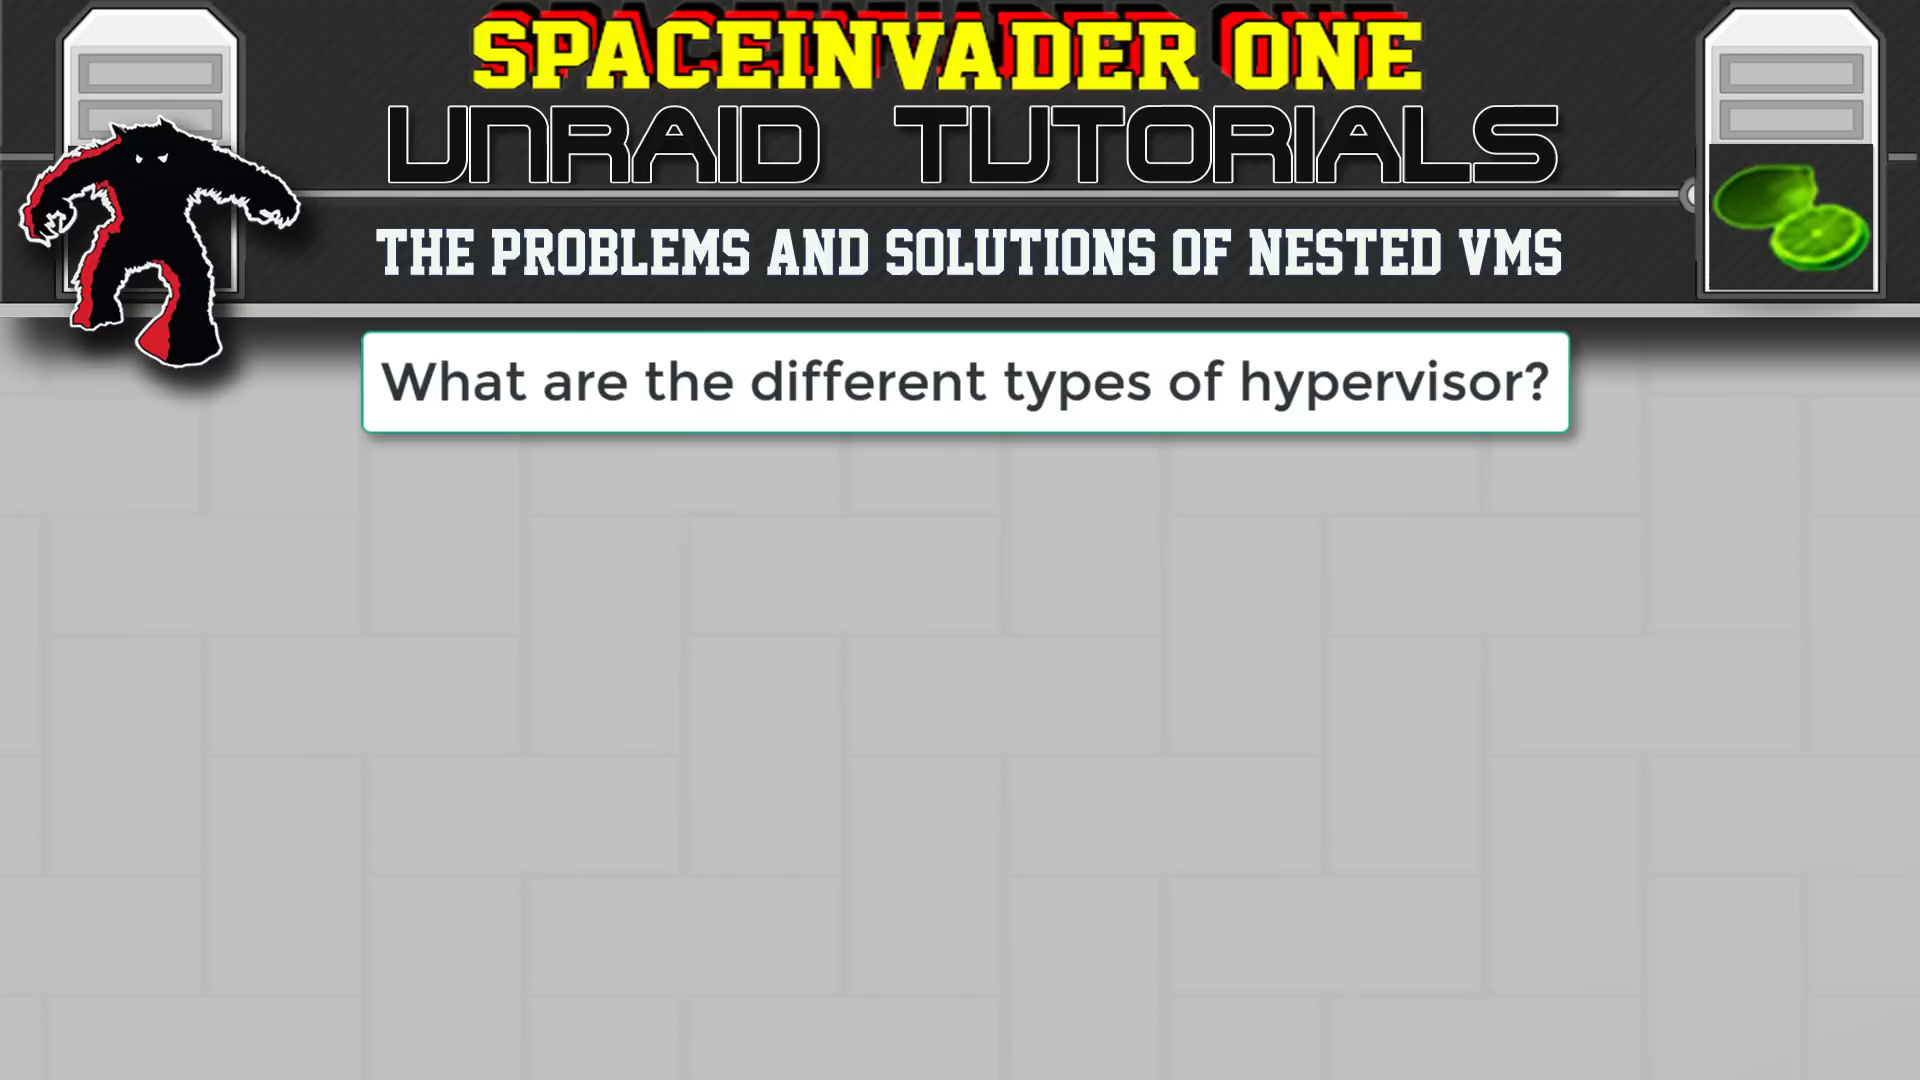 SPACEINVADER ONE
UNRAID TUTORIALS
THE PROBLEMS AND SOLUTIONS OF NESTED VMS
What are the different types of hypervisor?